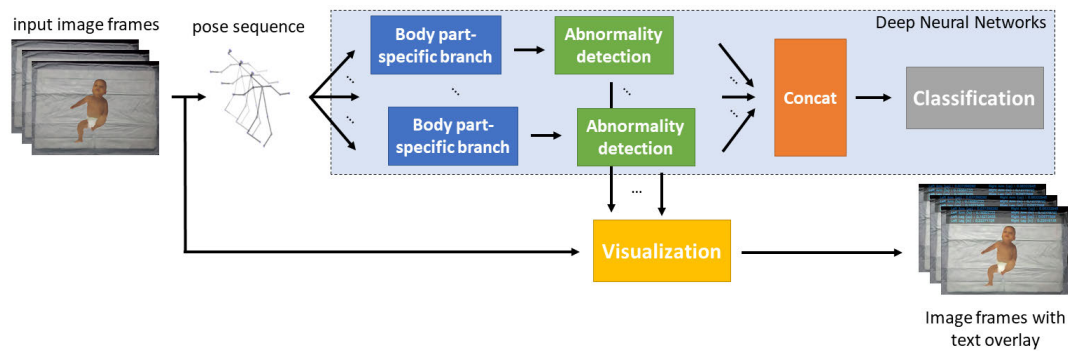 input image frames
pose sequence
Deep Neural Networks
Body part-
specific branch
Abnormality
detection
...
...
...
...
...
...
...
Body part-
specific branch
Abnormality
detection
Concat
Classification
...
Visualization
Image frames with
text overlay